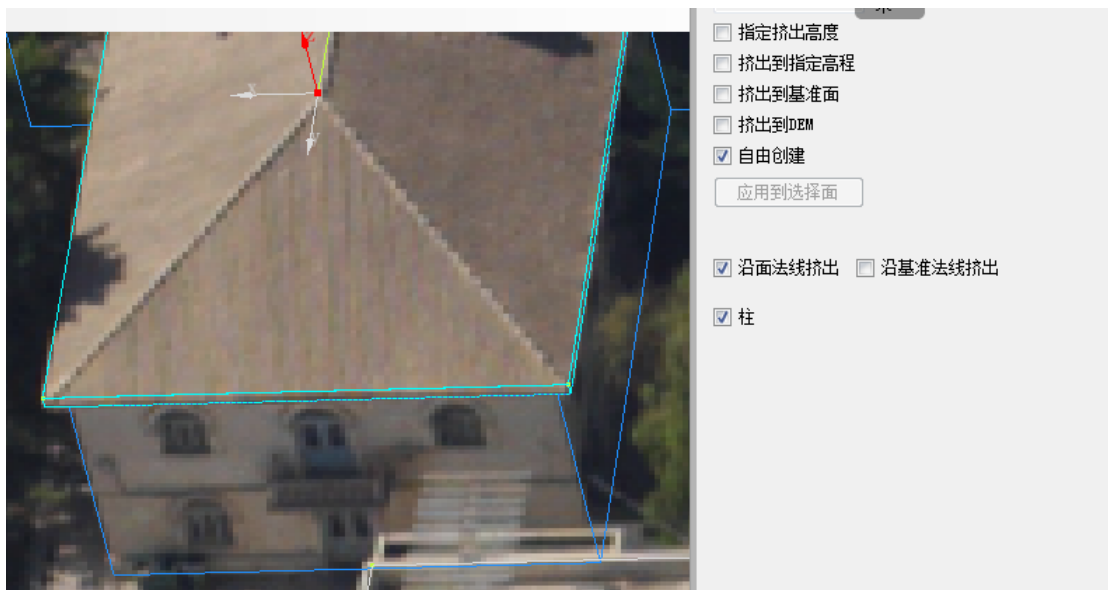 指定挤出高度
挤出到指定高程
挤出到基准面
挤出到DEM
自由创建
应用到选择面
沿面法线挤出 沿基准法线挤出
柱